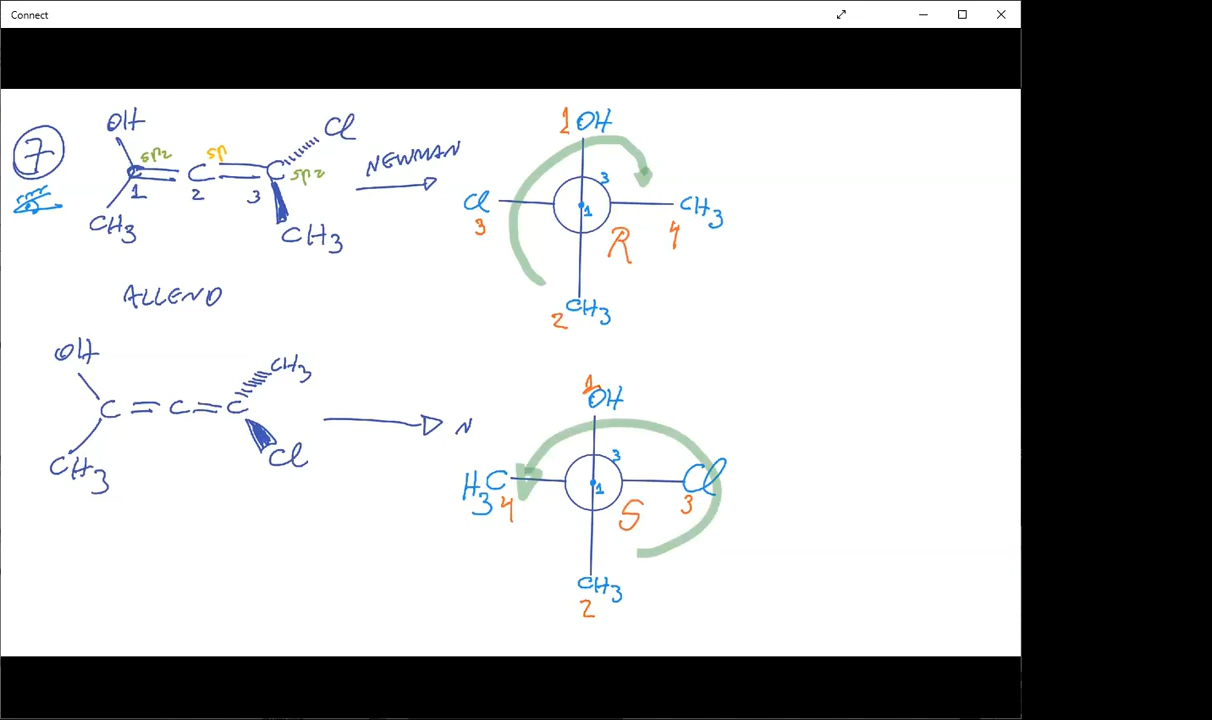 Connect
7
OH
Cl
sp2
sp
C = C = C
sp2
1
2
3
CH3
CH3
NEWMAN
1 OH
3
Cl
1
CH3
3
R
4
CH3
2
ALLENO
OH
CH3
C = C = C
CH3
Cl
N
1
OH
3
H3C
1
Cl
4
S
3
CH3
2